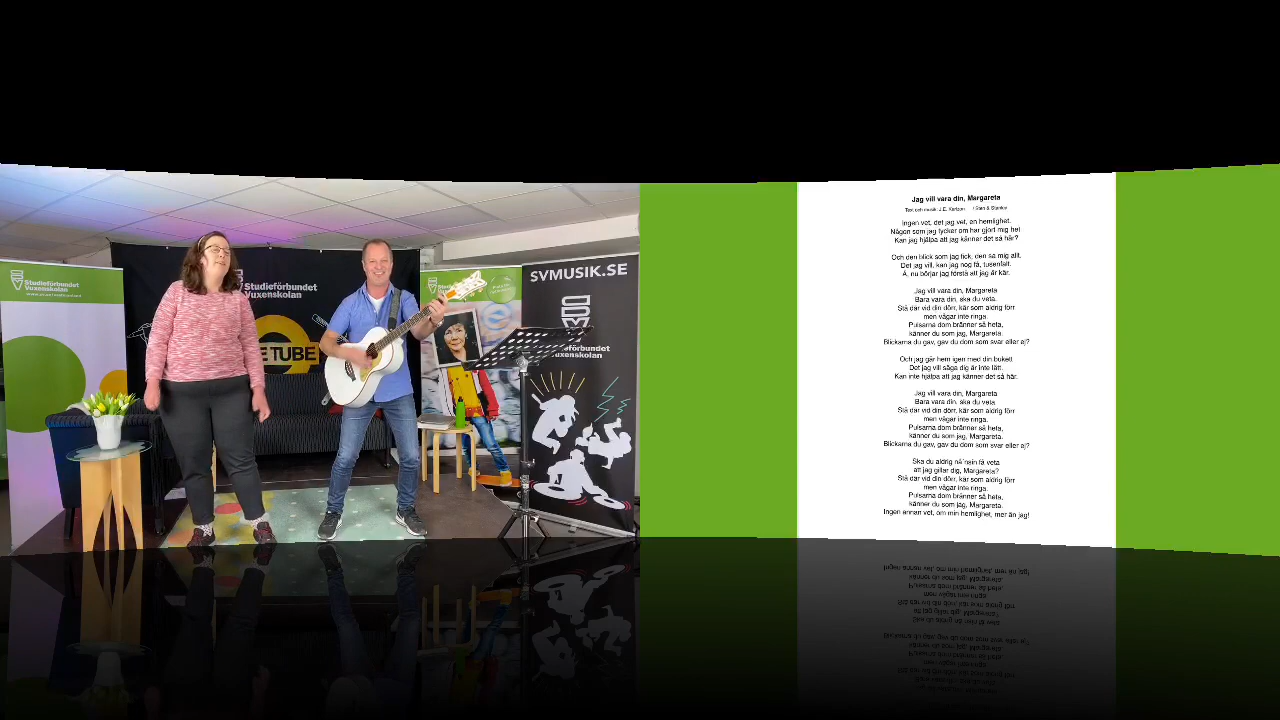 Studieförbundet
Vuxenskolan
Studieförbundet
Vuxenskolan
E TUBE
SVMUSIK.SE
Studieförbundet
Vuxenskolan
Jag vill vara din, Margareta
Text och musik: J.E. Karlzon
Ingen vet, det jag vet, en hemlighet.
Någon som jag tycker om har gjort mig het
Kan jag hjälpa att jag känner det så här?
Och den blick som jag fick, den sa mig allt.
Det jag vill, kan jag nog få, tusenfalt.
Å, nu börjar jag förstå att jag är kär.
Jag vill vara din, Margareta
Bara vara din, ska du veta.
Stå där vid din dörr, kär som aldrig förr
men vågar inte ringa.
Pulsarna dom bränner så heta,
känner du som jag, Margareta.
Blickarna du gav, gav du dom som svar eller ej?
Och jag går hem igen med din bukett
Det jag vill säga dig är inte lätt.
Kan inte hjälpa att jag känner det så här.
Jag vill vara din, Margareta
Bara vara din, ska du veta
Stå där vid din dörr, kär som aldrig förr
men vågar inte ringa.
Pulsarna dom bränner så heta,
känner du som jag, Margareta.
Blickarna du gav, gav du dom som svar eller ej?
Ska du aldrig nå´nsin få veta
att jag gillar dig, Margareta?
Stå där vid din dörr, kär som aldrig förr
men vågar inte ringa.
Pulsarna dom bränner så heta,
känner du som jag, Margareta.
Ingen annan vet, om min hemlighet, mer än jag!